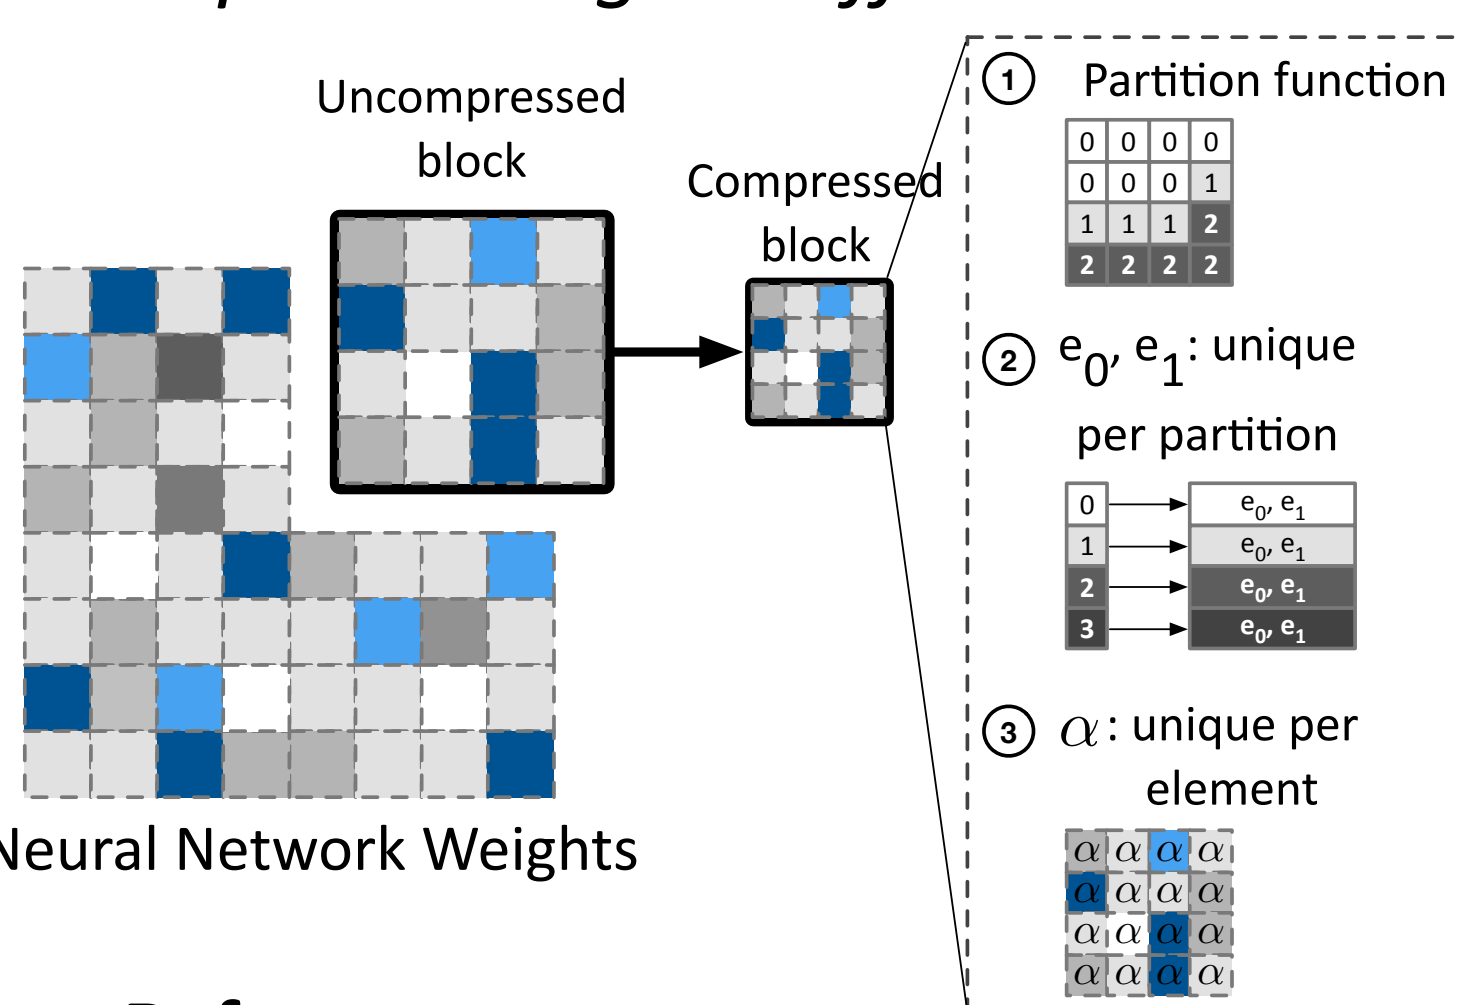 Uncompressed
block
Compressed
block
Neural Network Weights
1 Partition function
0 0 0 0
0 0 0 1
1 1 1 2
2 2 2 2
2 e0, e1: unique
per partition
0 e0, e1
1 e0, e1
2 e0, e1
3 e0, e1
3 α: unique per
element
α α α α
α α α α
α α α α
α α α α